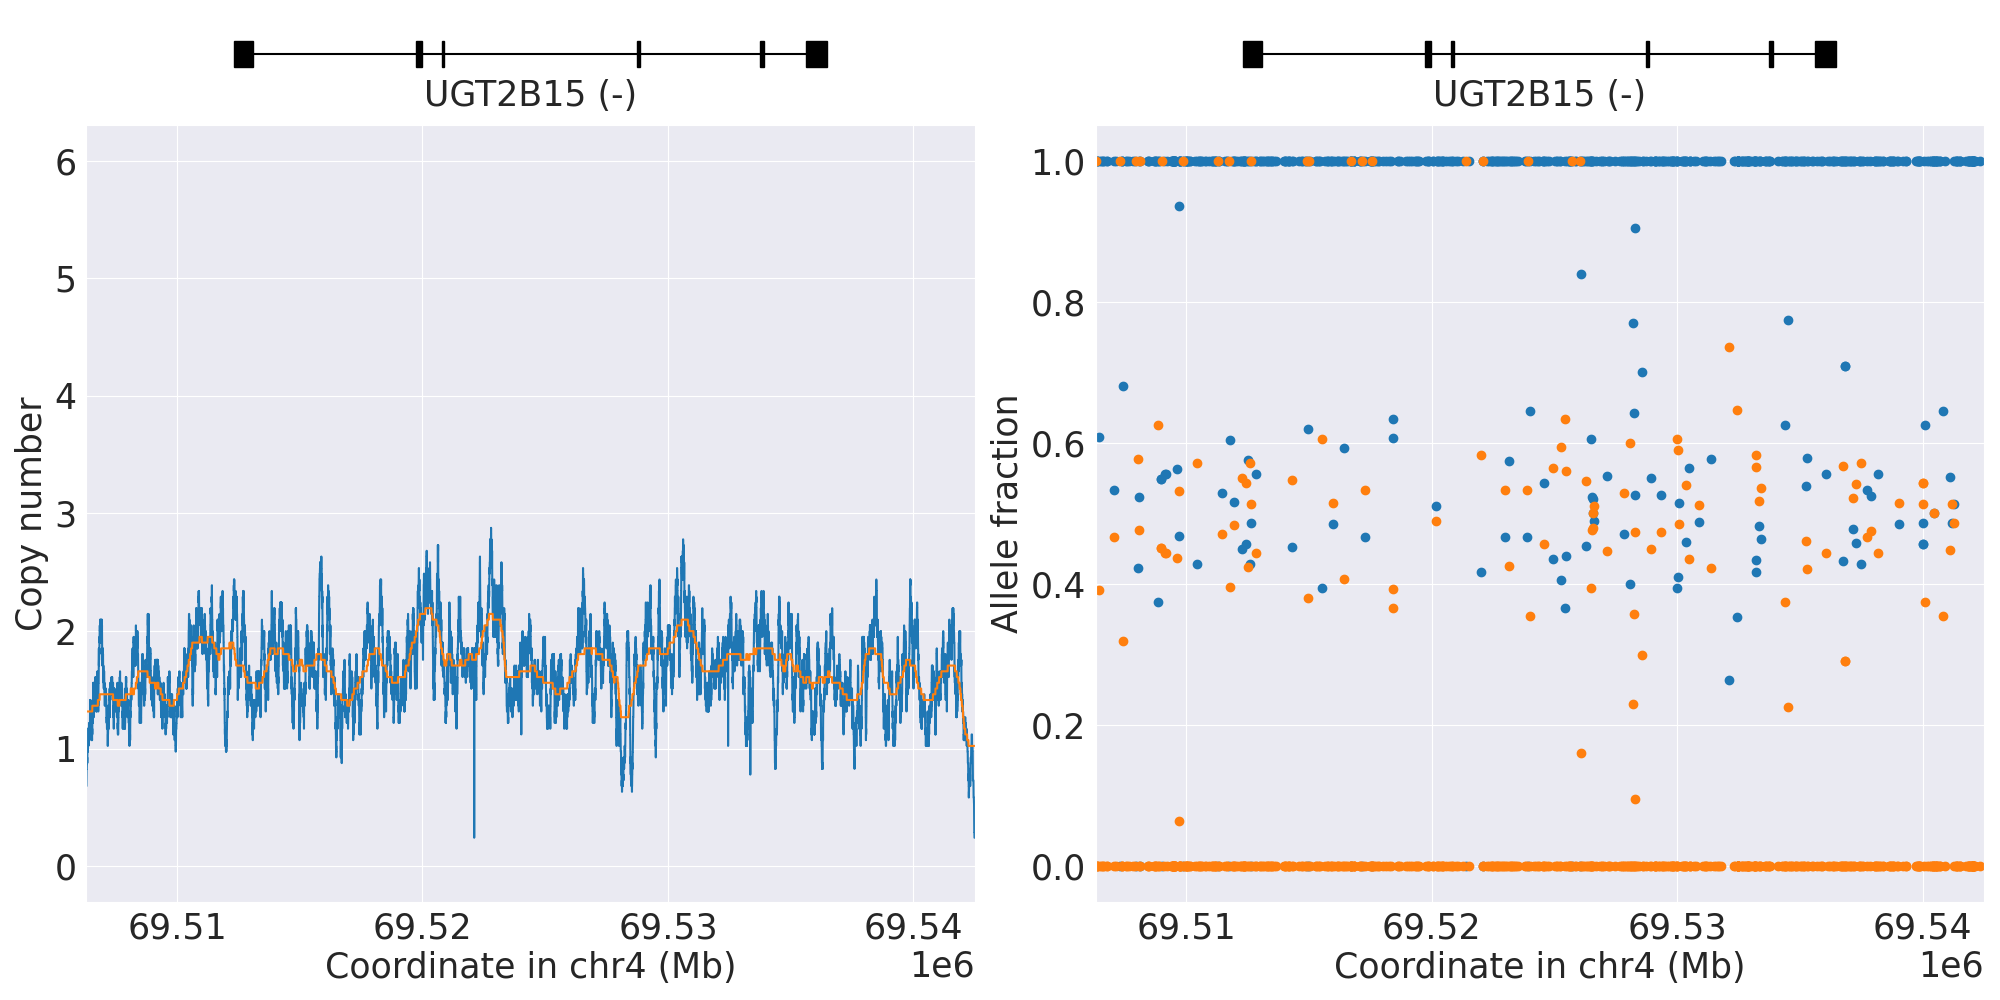 UGT2B15 (-)
6
5
4
3
2
1
0
Copy number
69.51 69.52 69.53 69.54
Coordinate in chr4 (Mb)
1e6
UGT2B15 (-)
1.0
0.8
0.6
0.4
0.2
0.0
Allele fraction
69.51 69.52 69.53 69.54
Coordinate in chr4 (Mb)
1e6